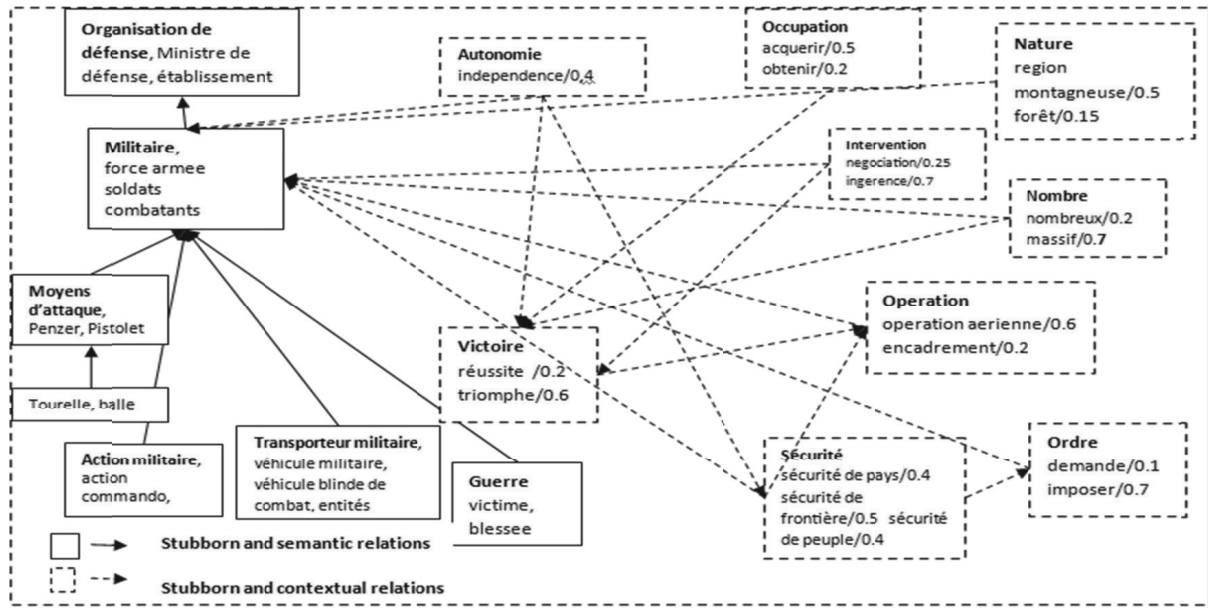 Organisation de
défense, Ministre de
défense, établissement
Autonomie
independence/0.4
Occupation
acquerir/0.5
obtenir/0.2
Nature
region
montagneuse/0.5
forêt/0.15
Militaire,
force armee
soldats
combatants
Intervention
negociation/0.25
ingerence/0.7
Nombre
nombreux/0.2
massif/0.7
Moyens
d'attaque,
Penzer, Pistolet
Victoire
réussite /0.2
triomphe/0.6
Operation
operation aerienne/0.6
encadrement/0.2
Tourelle, balle
Action militaire,
action
commando,
Transporteur militaire,
véhicule militaire,
véhicule blinde de
combat, entités
Guerre
victime,
blessee
Sécurité
sécurité de pays/0.4
sécurité de
frontière/0.5 sécurité
de peuple/0.4
Ordre
demande/0.1
imposer/0.7
Stubborn and semantic relations
Stubborn and contextual relations